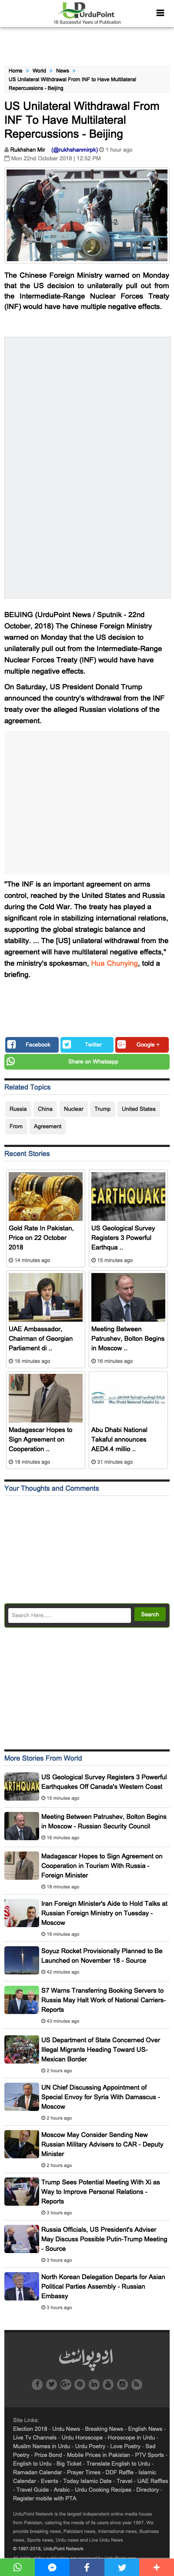 UrduPoint
16 Successful Years of Publication
Home » World » News »
US Unilateral Withdrawal From INF to Have Multilateral
Repercussions - Beijing
US Unilateral Withdrawal From
INF To Have Multilateral
Repercussions - Beijing
Rukhshan Mir (@rukhshanmirpk) 1 hour ago
Mon 22nd October 2018 | 12:52 PM
The Chinese Foreign Ministry warned on Monday
that the US decision to unilaterally pull out from
the Intermediate-Range Nuclear Forces Treaty
(INF) would have have multiple negative effects.
BEIJING (UrduPoint News / Sputnik - 22nd
October, 2018) The Chinese Foreign Ministry
warned on Monday that the US decision to
unilaterally pull out from the Intermediate-Range
Nuclear Forces Treaty (INF) would have have
multiple negative effects.
On Saturday, US President Donald Trump
announced the country's withdrawal from the INF
treaty over the alleged Russian violations of the
agreement.
"The INF is an important agreement on arms
control, reached by the United States and Russia
during the Cold War. The treaty has played a
significant role in stabilizing international relations,
supporting the global strategic balance and
stability. ... The [US] unilateral withdrawal from the
agreement will have multilateral negative effects,"
the ministry's spokesman, Hua Chunying, told a
briefing.
Facebook
Twitter
Google +
Share on Whatsapp
Related Topics
Russia China Nuclear Trump United States
From Agreement
Recent Stories
Gold Rate In Pakistan,
Price on 22 October
2018
14 minutes ago
EARTHQUAKE
US Geological Survey
Registers 3 Powerful
Earthqua ..
15 minutes ago
UAE Ambassador,
Chairman of Georgian
Parliament di ..
16 minutes ago
Meeting Between
Patrushev, Bolton Begins
in Moscow ..
16 minutes ago
Madagascar Hopes to
Sign Agreement on
Cooperation ..
18 minutes ago
Abu Dhabi National
Takaful announces
AED4.4 millio ..
31 minutes ago
Your Thoughts and Comments
Search Here.....
Search
More Stories From World
US Geological Survey Registers 3 Powerful
Earthquakes Off Canada's Western Coast
15 minutes ago
Meeting Between Patrushev, Bolton Begins
in Moscow - Russian Security Council
16 minutes ago
Madagascar Hopes to Sign Agreement on
Cooperation in Tourism With Russia -
Foreign Minister
18 minutes ago
Iran Foreign Minister's Aide to Hold Talks at
Russian Foreign Ministry on Tuesday -
Moscow
18 minutes ago
Soyuz Rocket Provisionally Planned to Be
Launched on November 18 - Source
42 minutes ago
S7 Warns Transferring Booking Servers to
Russia May Halt Work of National Carriers-
Reports
43 minutes ago
US Department of State Concerned Over
Illegal Migrants Heading Toward US-
Mexican Border
2 hours ago
UN Chief Discussing Appointment of
Special Envoy for Syria With Damascus -
Moscow
2 hours ago
Moscow May Consider Sending New
Russian Military Advisers to CAR - Deputy
Minister
2 hours ago
Trump Sees Potential Meeting With Xi as
Way to Improve Personal Relations -
Reports
3 hours ago
Russia Officials, US President's Adviser
May Discuss Possible Putin-Trump Meeting
- Source
3 hours ago
North Korean Delegation Departs for Asian
Political Parties Assembly - Russian
Embassy
3 hours ago
اردو پوائنٹ
Site Links:
Election 2018 - Urdu News - Breaking News - English News -
Live Tv Channels - Urdu Horoscope - Horoscope in Urdu -
Muslim Names in Urdu - Urdu Poetry - Love Poetry - Sad
Poetry - Prize Bond - Mobile Prices in Pakistan - PTV Sports -
English to Urdu - Big Ticket - Translate English to Urdu -
Ramadan Calendar - Prayer Times - DDF Raffle - Islamic
Calendar - Events - Today Islamic Date - Travel - UAE Raffles
- Travel Guide - Arabic - Urdu Cooking Recipes - Directory -
Register mobile with PTA
UrduPoint Network is the largest independent online media house
from Pakistan, catering the needs of its users since year 1997. We
provide breaking news, Pakistani news, International news, Business
news, Sports news, Urdu news and Live Urdu News
© 1997-2018, UrduPoint Network